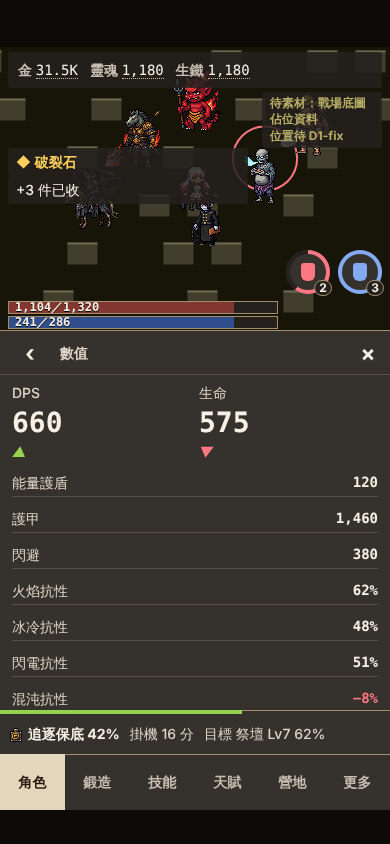 金 31.5K 靈魂 1,180 生鐵 1,180
待素材：戰場底圖
佔位資料
位置待 D1-fix
◆ 破裂石
+3 件已收
2
3
1,104／1,320
241／286
‹ 數值 ×
DPS 生命
660 575
能量護盾 120
護甲 1,460
閃避 380
火焰抗性 62%
冰冷抗性 48%
閃電抗性 51%
混沌抗性 −8%
追逐保底 42% 掛機 16 分 目標 祭壇 Lv7 62%
角色 鍛造 技能 天賦 營地 更多